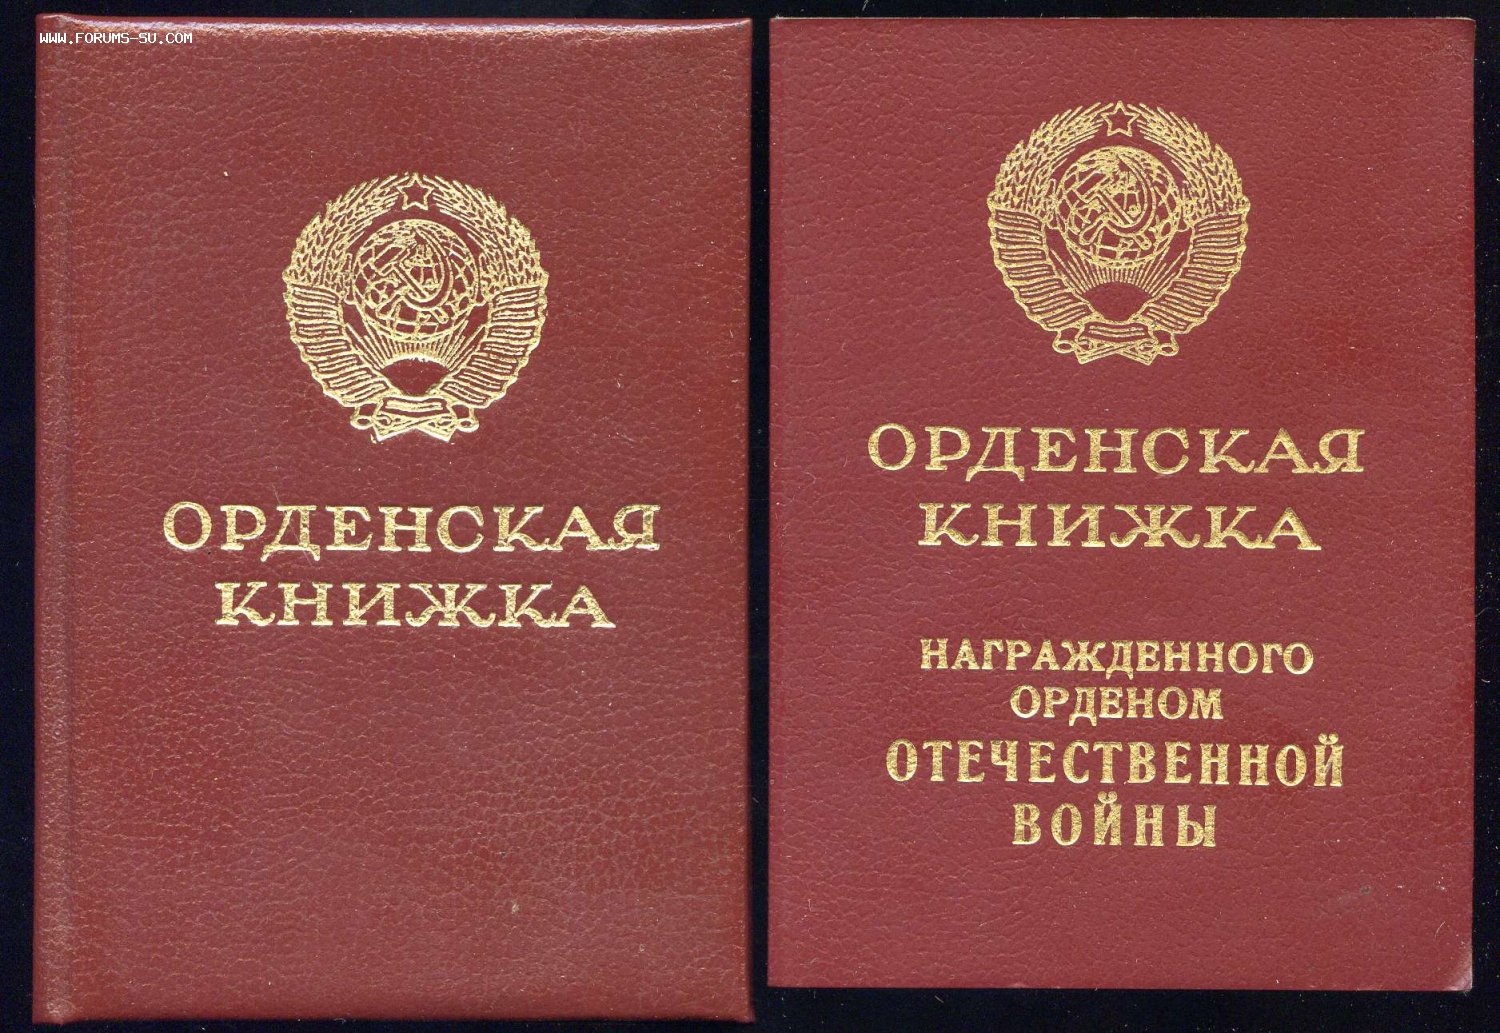 WWW.FORUMS-SU.COM
ОРДЕНСКАЯ
КНИЖКА
ОРДЕНСКАЯ
КНИЖКА
НАГРАЖДЕННОГО
ОРДЕНОМ
ОТЕЧЕСТВЕННОЙ
ВОЙНЫ